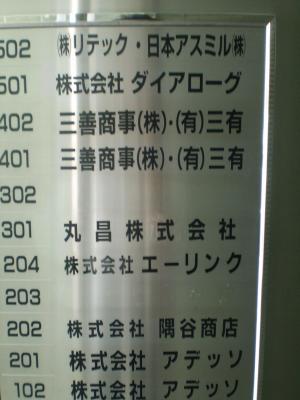 502 ㈱リテック・日本アスミル㈱
501 株式会社 ダイアローグ
402 三善商事(株)・(有)三有
401 三善商事(株)・(有)三有
302
301 丸昌株式会社
204 株式会社 エーリンク
203
202 株式会社 隅谷商店
201 株式会社 アデッソ
102 株式会社 アデッソ